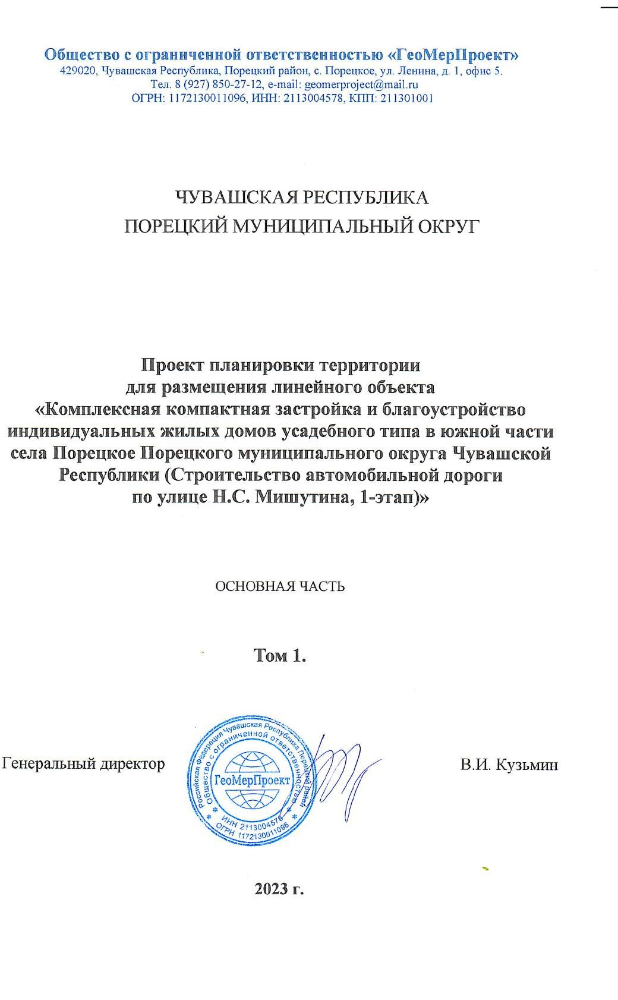 Общество с ограниченной ответственностью «ГеоМерПроект»
429020, Чувашская Республика, Порецкий район, с. Порецкое, ул. Ленина, д. 1, офис 5.
Тел. 8 (927) 850-27-12, e-mail: geomerproject@mail.ru
ОГРН: 1172130011096, ИНН: 2113004578, КПП: 211301001
ЧУВАШСКАЯ РЕСПУБЛИКА
ПОРЕЦКИЙ МУНИЦИПАЛЬНЫЙ ОКРУГ
Проект планировки территории
для размещения линейного объекта
«Комплексная компактная застройка и благоустройство
индивидуальных жилых домов усадебного типа в южной части
села Порецкое Порецкого муниципального округа Чувашской
Республики (Строительство автомобильной дороги
по улице Н.С. Мишутина, 1-этап)»
ОСНОВНАЯ ЧАСТЬ
Том 1.
Генеральный директор
Российская Федерация Чувашская Республика Порецкий район
Общество с ограниченной ответственностью
ГеоМерПроект
ИНН 2113004578
ОГРН 1172130011096
В.И. Кузьмин
2023 г.